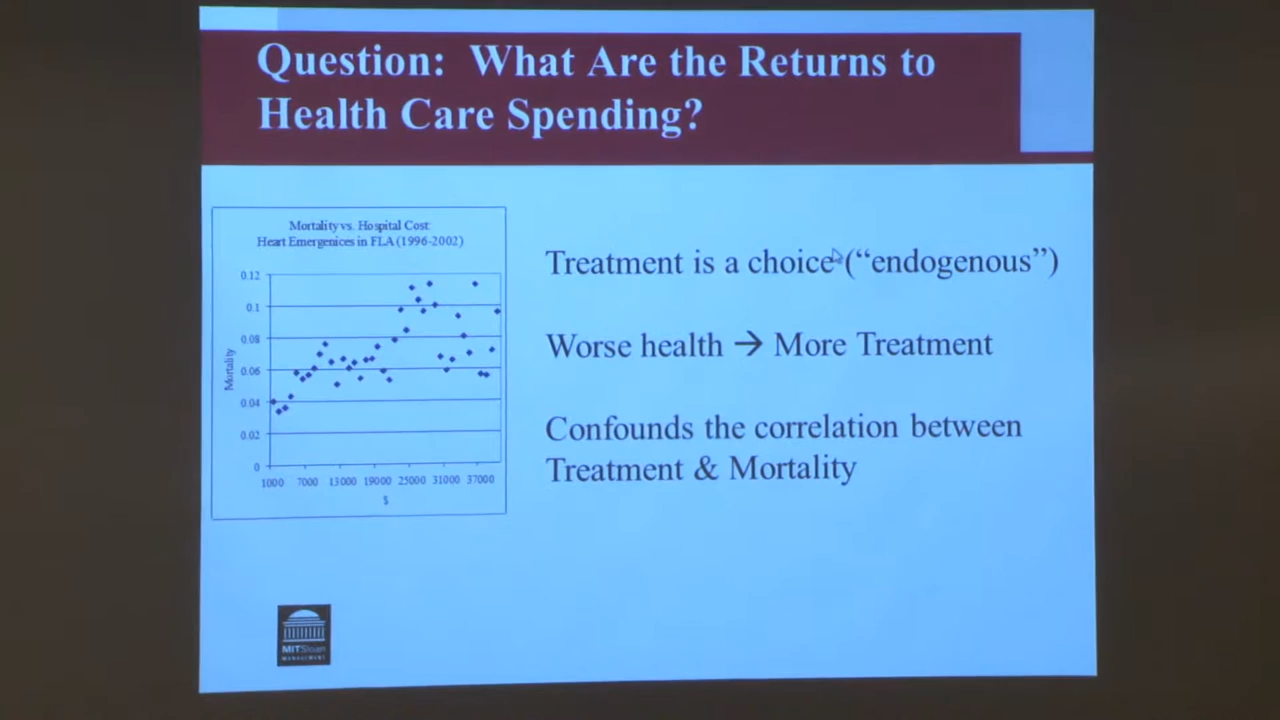 Question: What Are the Returns to
Health Care Spending?
Mortality vs. Hospital Cost
Heart Emergenices in FLA (1996-2002)
0.12
0.1
0.08
0.06
0.04
0.02
0
Mortality
1000 7000 13000 19000 25000 31000 37000
$
Treatment is a choice (“endogenous”)
Worse health → More Treatment
Confounds the correlation between
Treatment & Mortality
MITSloan
MANAGEMENT